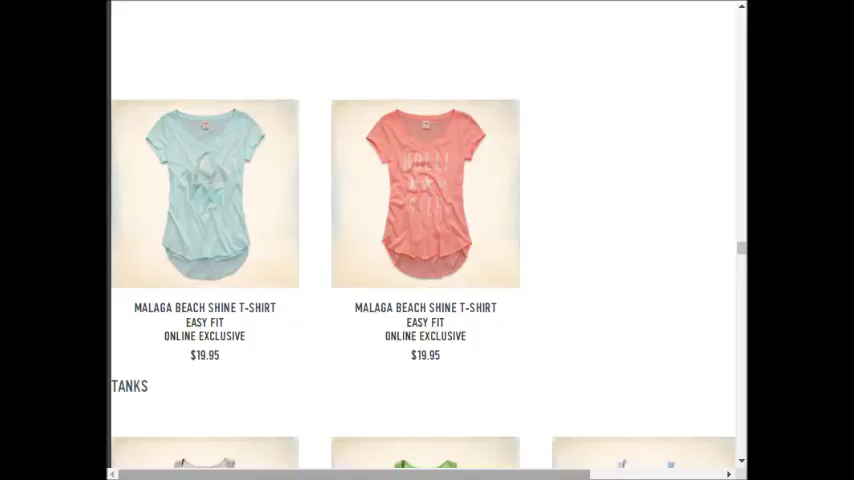 MALAGA BEACH SHINE T-SHIRT
EASY FIT
ONLINE EXCLUSIVE
$19.95
MALAGA BEACH SHINE T-SHIRT
EASY FIT
ONLINE EXCLUSIVE
$19.95
TANKS